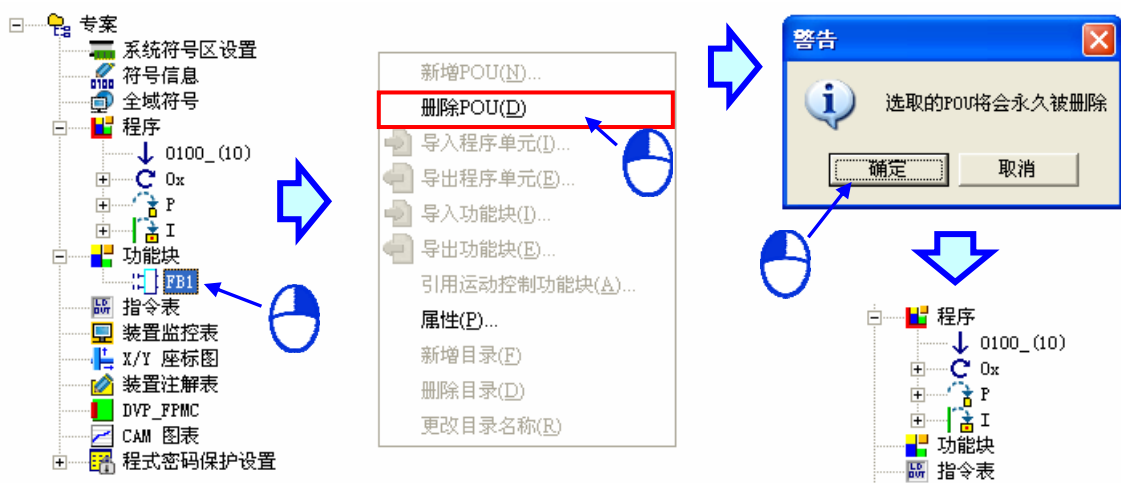 专案
系统符号区设置
符号信息
全域符号
程序
0100_(10)
0x
P
I
功能块
FB1
指令表
装置监控表
X/Y 座标图
装置注解表
DVP_FPMC
CAM 图表
程式密码保护设置
新增POU(N)...
删除POU(D)
导入程序单元(I)...
导出程序单元(E)...
导入功能块(I)...
导出功能块(E)...
引用运动控制功能块(A)...
属性(P)...
新增目录(F)
删除目录(D)
更改目录名称(R)
警告
选取的POU将会永久被删除
确定
取消
程序
0100_(10)
0x
P
I
功能块
指令表